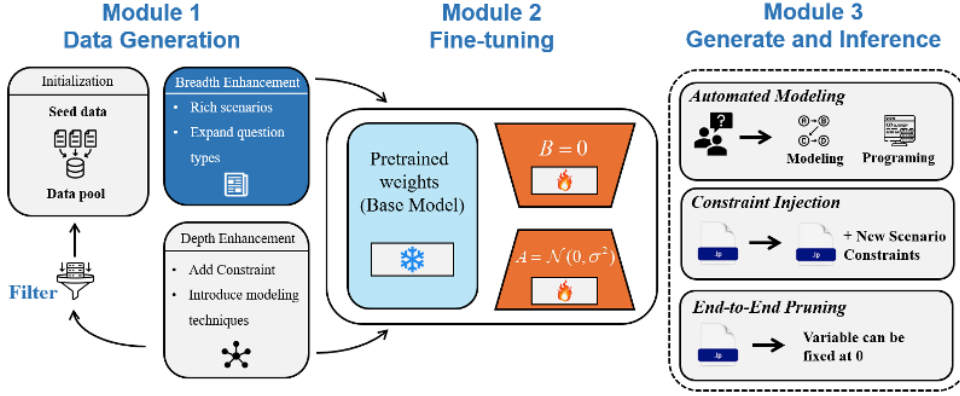 Module 1
Data Generation
Module 2
Fine-tuning
Module 3
Generate and Inference
Initialization
Seed data
Data pool
Filter
Breadth Enhancement
• Rich scenarios
• Expand question
types
Depth Enhancement
• Add Constraint
• Introduce modeling
techniques
Pretrained
weights
(Base Model)
B = 0
A = 𝒩(0, σ²)
Automated Modeling
?
A B
C D
Modeling
Programing
Constraint Injection
.lp
.lp
+ New Scenario
Constraints
End-to-End Pruning
.lp
Variable can be
fixed at 0